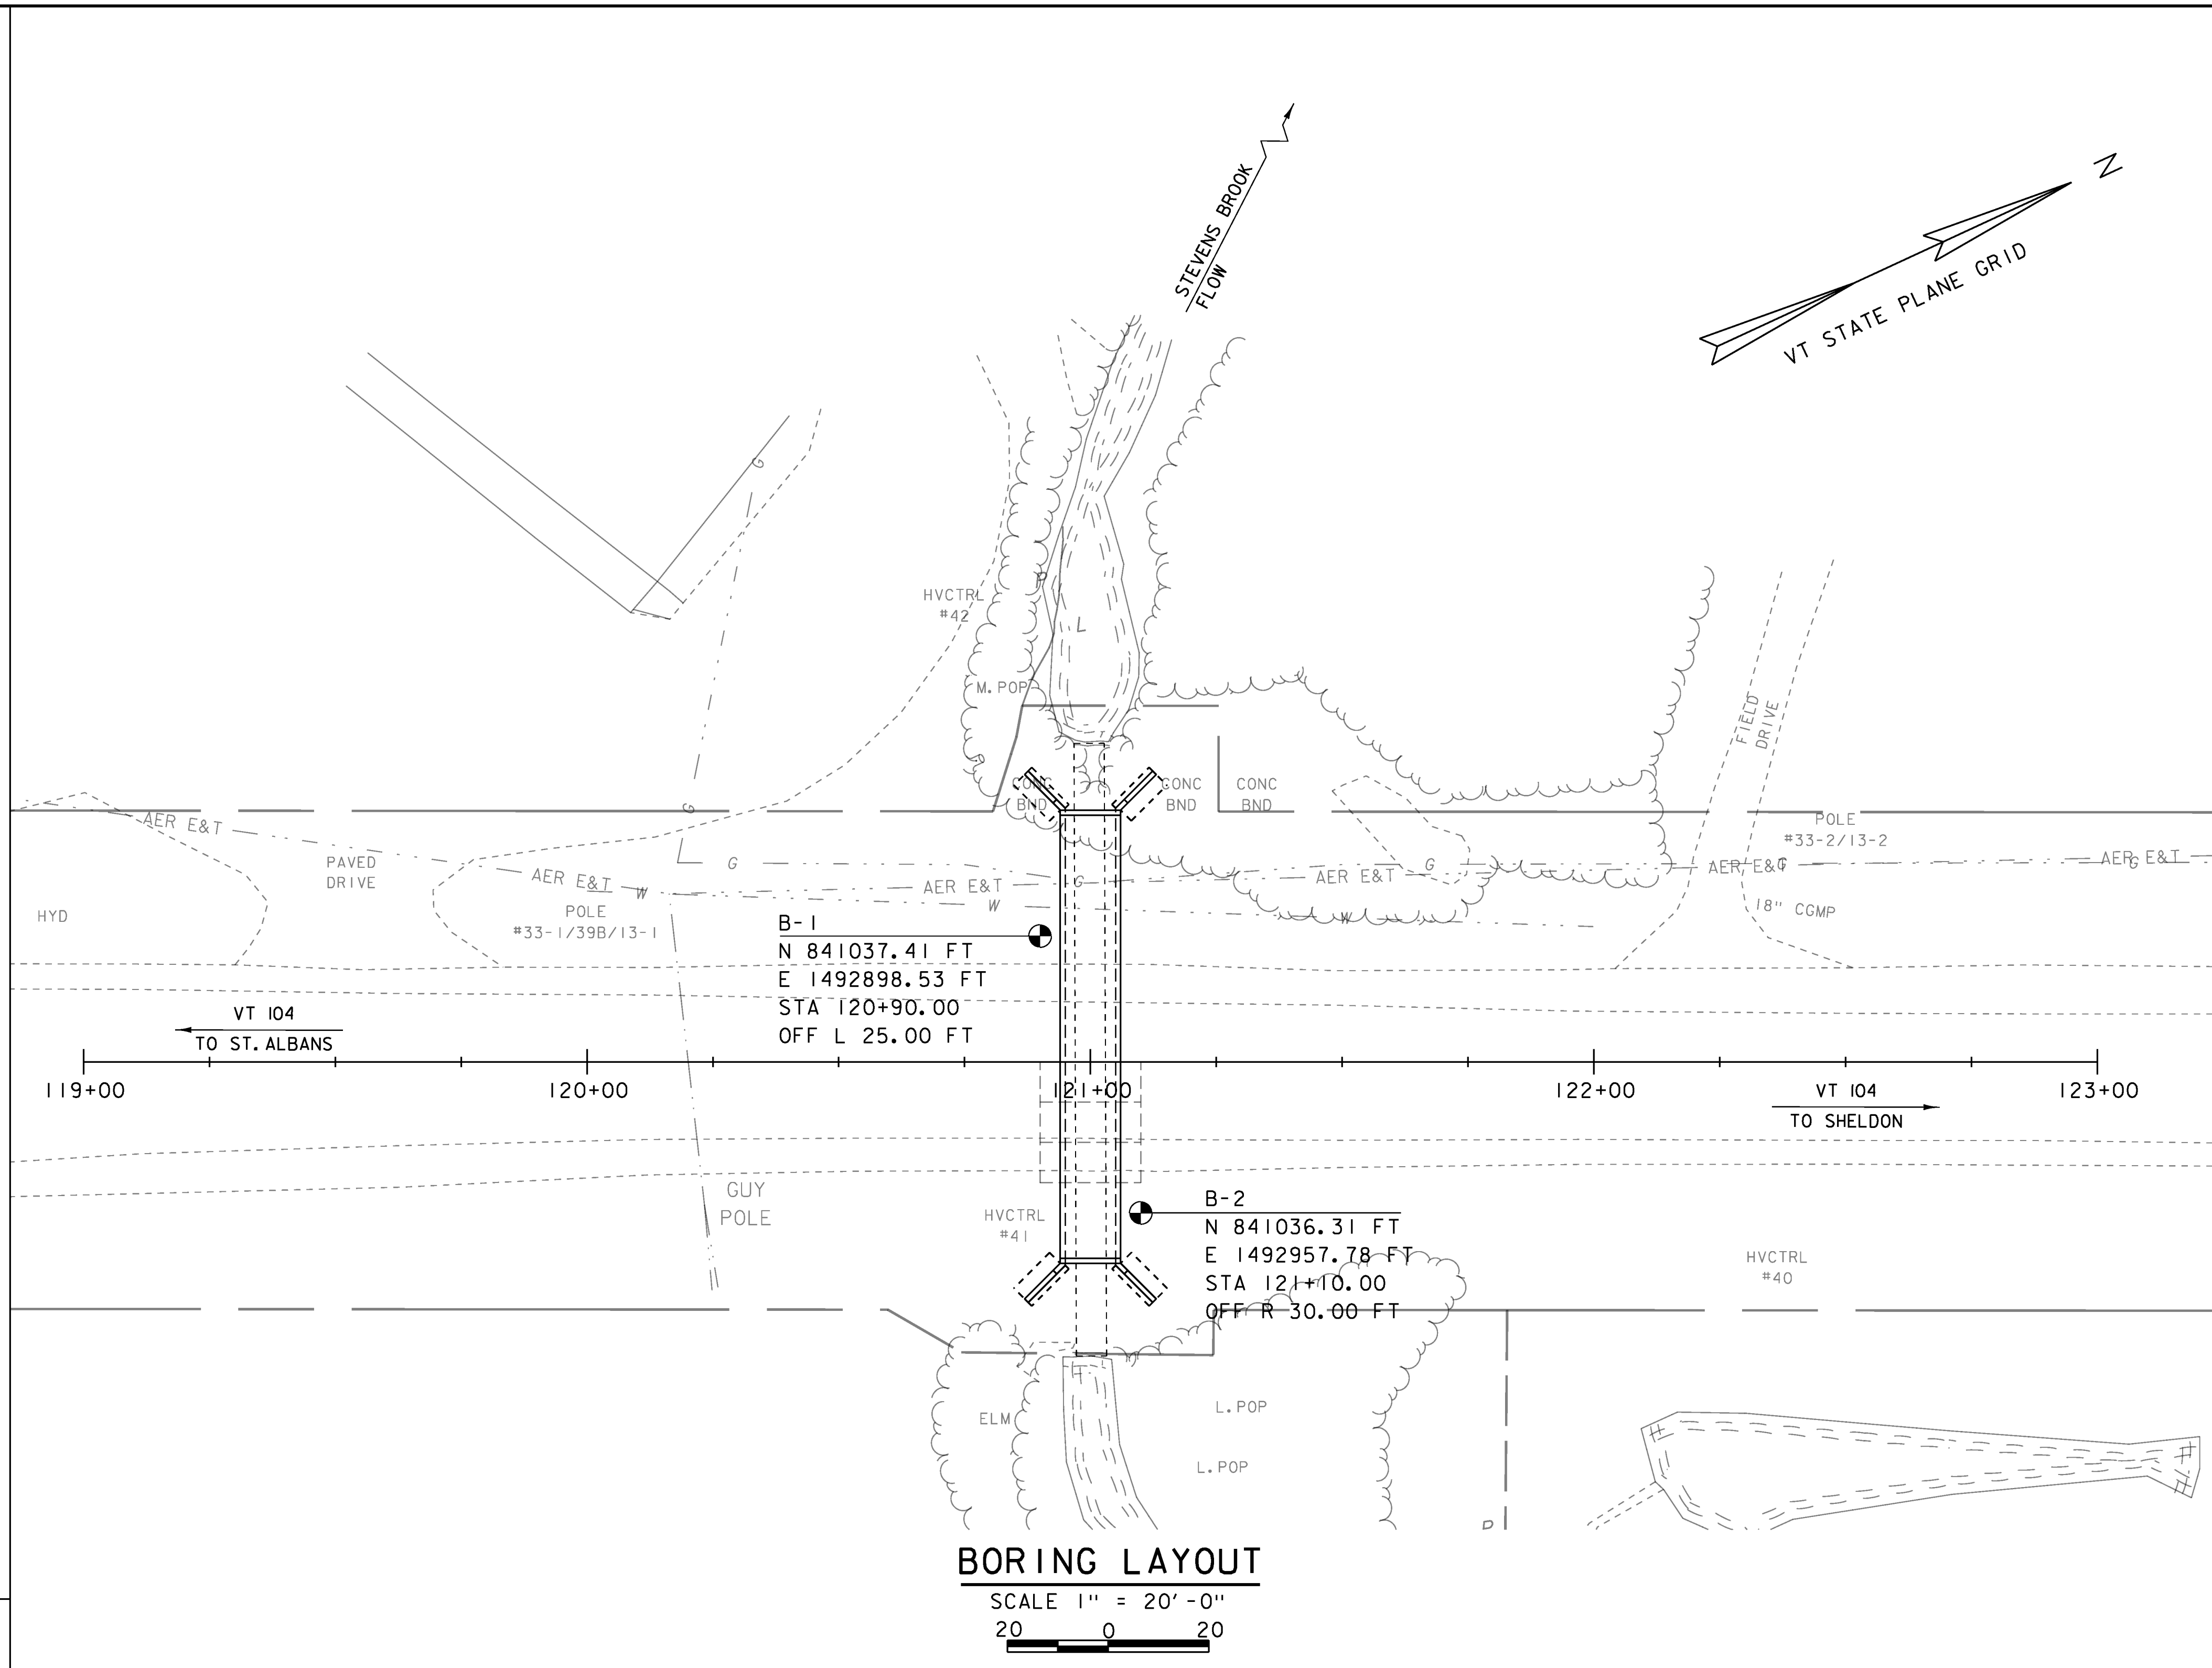 STEVENS BROOK
FLOW
N
VT STATE PLANE GRID
G
HVCTRL
#42
P
L
M.POP
FIELD
DRIVE
P
CONC
BND
CONC
BND
CONC
BND
G
AER E&T
PAVED
DRIVE
HYD
AER E&T
W
G
POLE
#33-1/39B/13-1
AER E&T
W
G
AER E&T
G
W
POLE
#33-2/13-2
AER E&T
G
AER E&T
G
18" CGMP
B-1
N 841037.41 FT
E 1492898.53 FT
STA 120+90.00
OFF L 25.00 FT
VT 104
TO ST.ALBANS
119+00
120+00
121+00
122+00
123+00
VT 104
TO SHELDON
GUY
POLE
HVCTRL
#41
B-2
N 841036.31 FT
E 1492957.78 FT
STA 121+10.00
OFF R 30.00 FT
HVCTRL
#40
ELM
L.POP
L.POP
BORING LAYOUT
SCALE 1" = 20'-0"
20 0 20